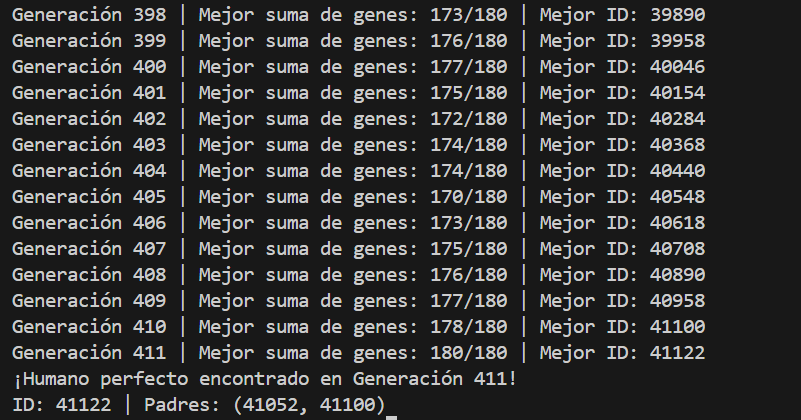 Generación 398 | Mejor suma de genes: 173/180 | Mejor ID: 39890
Generación 399 | Mejor suma de genes: 176/180 | Mejor ID: 39958
Generación 400 | Mejor suma de genes: 177/180 | Mejor ID: 40046
Generación 401 | Mejor suma de genes: 175/180 | Mejor ID: 40154
Generación 402 | Mejor suma de genes: 172/180 | Mejor ID: 40284
Generación 403 | Mejor suma de genes: 174/180 | Mejor ID: 40368
Generación 404 | Mejor suma de genes: 174/180 | Mejor ID: 40440
Generación 405 | Mejor suma de genes: 170/180 | Mejor ID: 40548
Generación 406 | Mejor suma de genes: 173/180 | Mejor ID: 40618
Generación 407 | Mejor suma de genes: 175/180 | Mejor ID: 40708
Generación 408 | Mejor suma de genes: 176/180 | Mejor ID: 40890
Generación 409 | Mejor suma de genes: 177/180 | Mejor ID: 40958
Generación 410 | Mejor suma de genes: 178/180 | Mejor ID: 41100
Generación 411 | Mejor suma de genes: 180/180 | Mejor ID: 41122
¡Humano perfecto encontrado en Generación 411!
ID: 41122 | Padres: (41052, 41100)